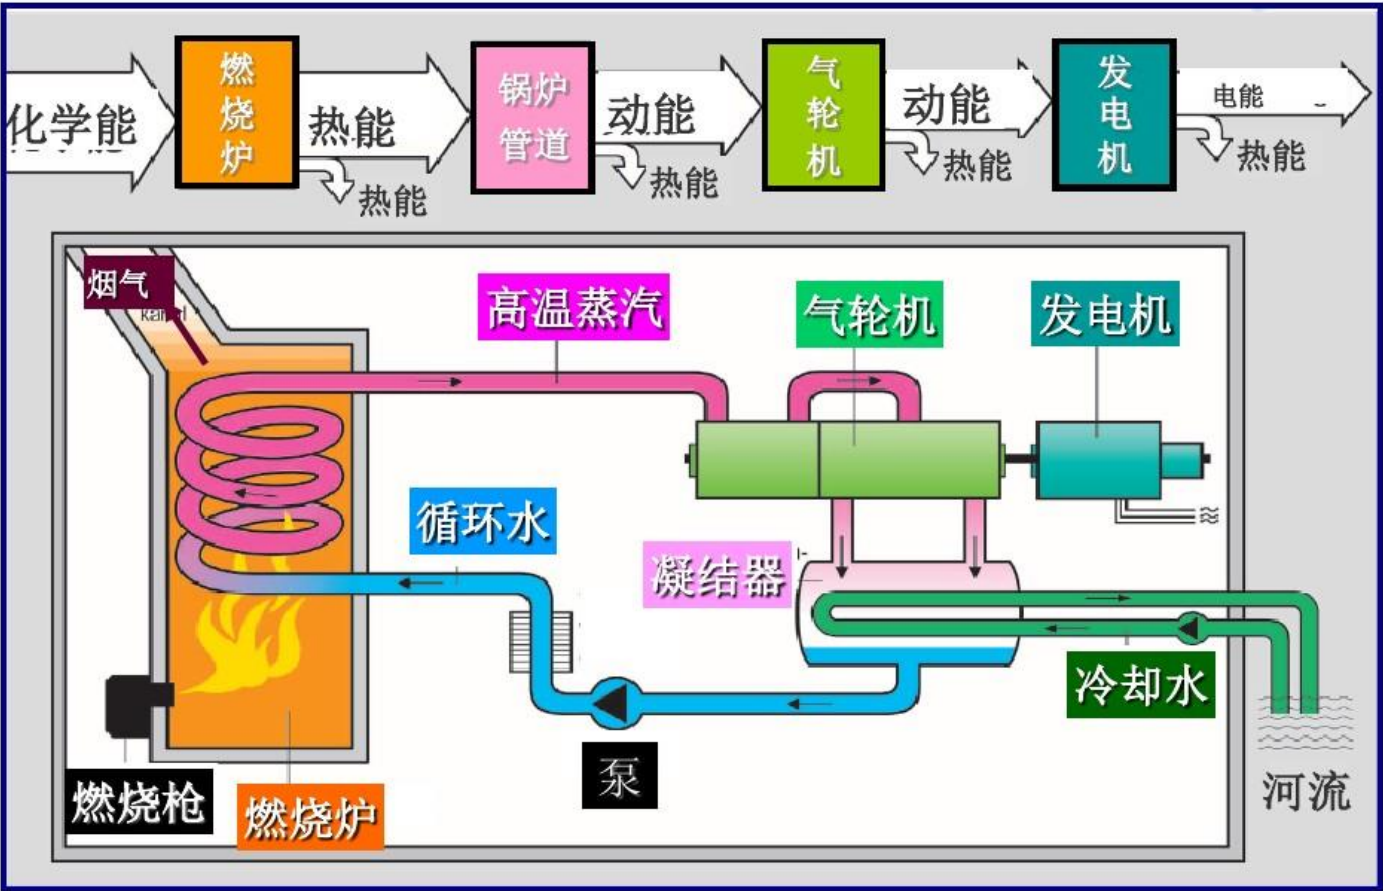 化学能
燃烧炉
热能
热能
锅炉
管道
动能
热能
气轮机
动能
热能
发电机
电能
热能
烟气
高温蒸汽
气轮机
发电机
循环水
凝结器
冷却水
泵
燃烧枪
燃烧炉
河流